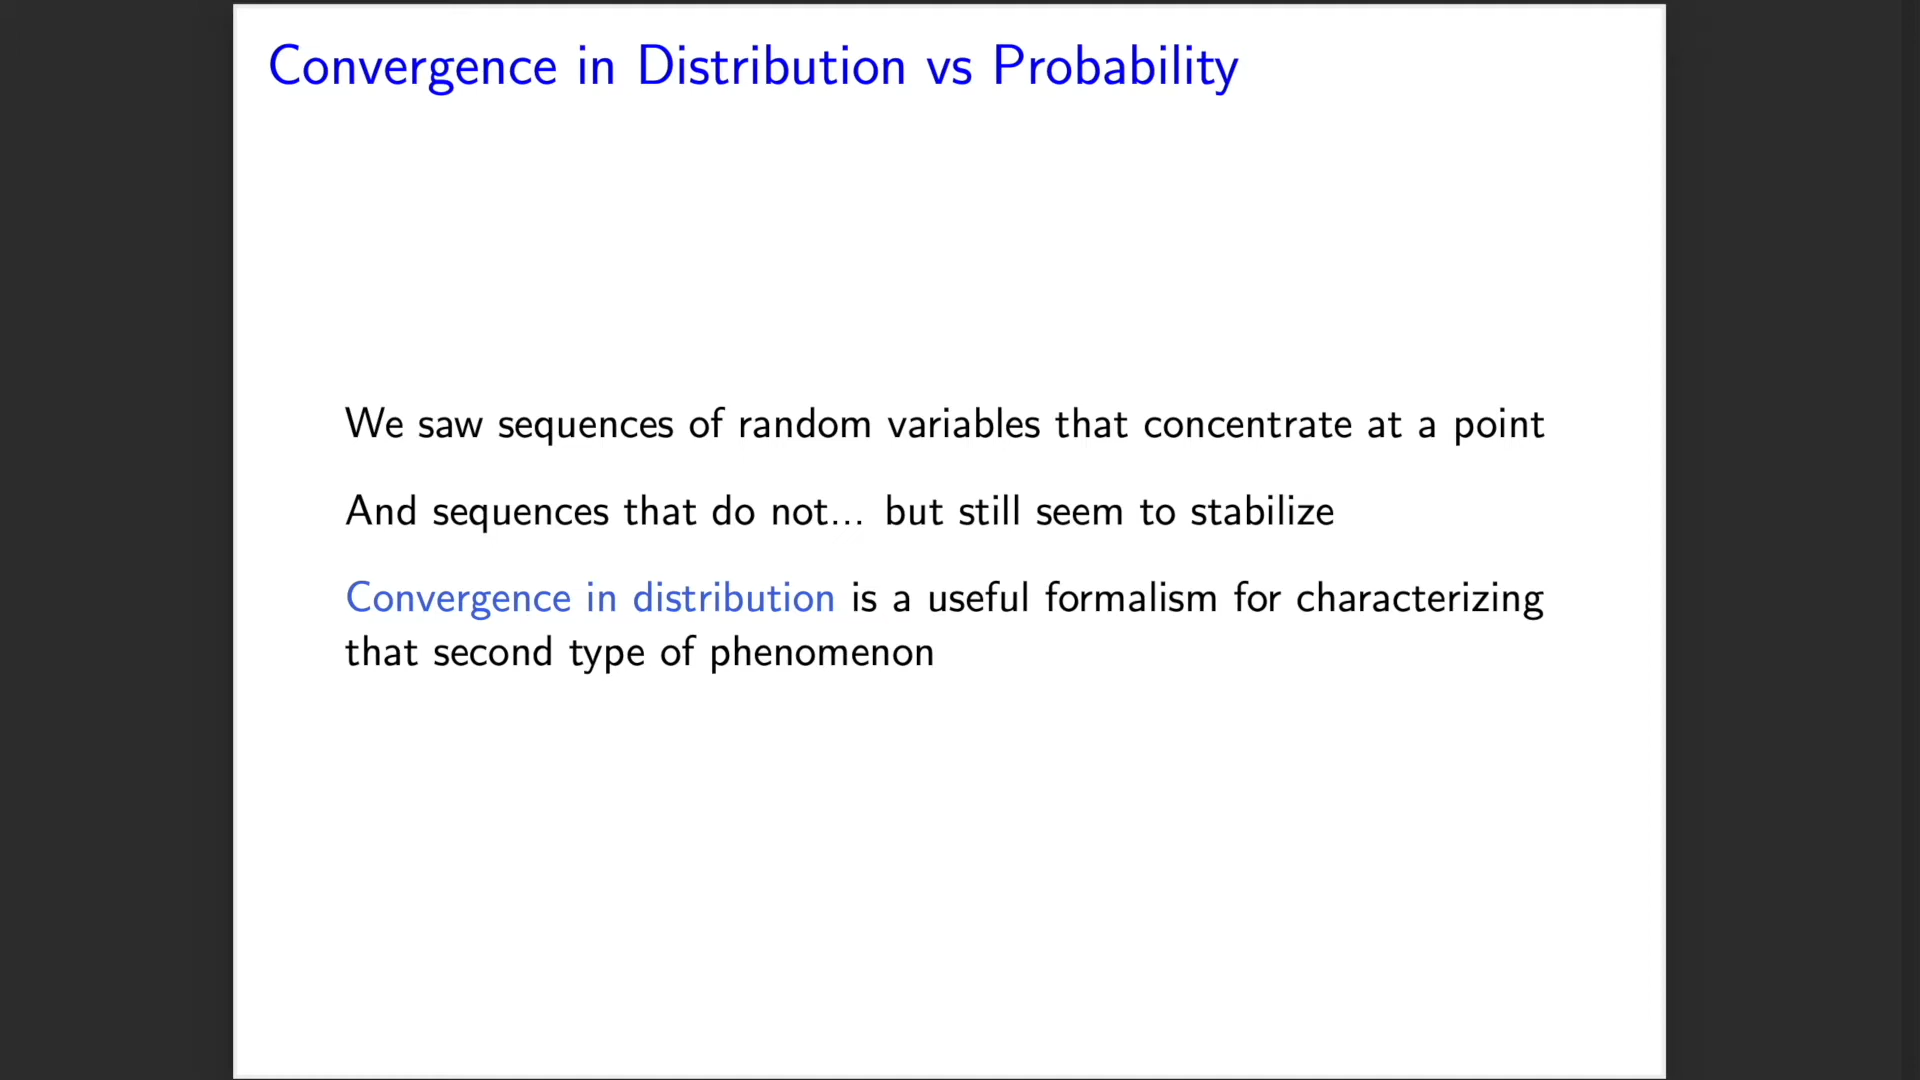 Convergence in Distribution vs Probability
We saw sequences of random variables that concentrate at a point
And sequences that do not... but still seem to stabilize
Convergence in distribution is a useful formalism for characterizing
that second type of phenomenon